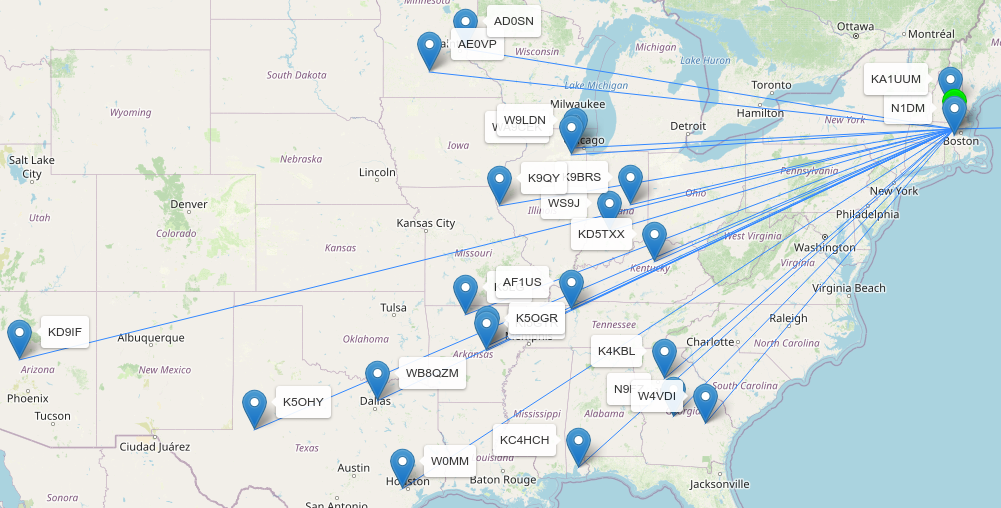 AD0SN
AE0VP
Wisconsin
Ottawa
Montréal
Michigan
Lake Huron
South Dakota
Toronto
KA1UUM
Hamilton
Wyoming
Milwaukee
N1DM
W9LDN
New York
Detroit
Iowa
Boston
Salt Lake
City
Nebraska
Lincoln
K9QY
K9BRS
Pennsylvania
New York
Ohio
Denver
WS9J
Utah
Kansas City
Philadelphia
Colorado
KD5TXX
West Virginia
Washington
Kansas
Missouri
Kentucky
Virginia
AF1US
Virginia Beach
Tulsa
K5OGR
Raleigh
KD9IF
Albuquerque
Oklahoma
Tennessee
Memphis
Charlotte
North Carolina
K4KBL
Arkansas
Arizona
New Mexico
WB8QZM
South Carolina
Phoenix
K5OHY
Dallas
W4VDI
Tucson
Mississippi
Alabama
Georgia
Ciudad Juárez
Texas
KC4HCH
W0MM
Austin
Houston
Louisiana
Baton Rouge
Jacksonville
Sonora
San Antonio